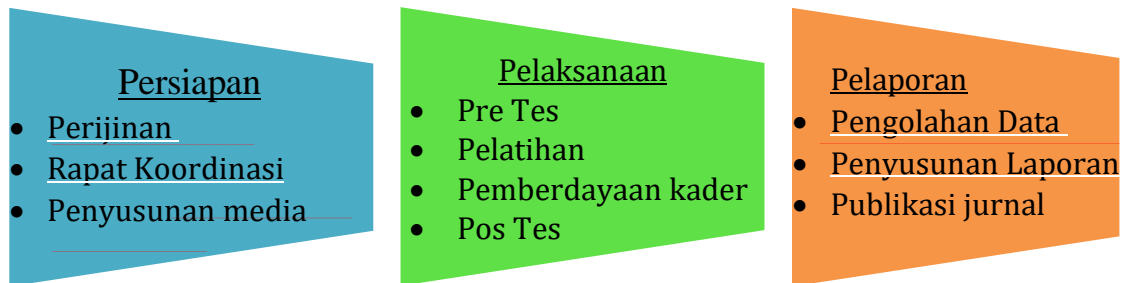 Persiapan
• Perijinan
• Rapat Koordinasi
• Penyusunan media
Pelaksanaan
• Pre Tes
• Pelatihan
• Pemberdayaan kader
• Pos Tes
Pelaporan
• Pengolahan Data
• Penyusunan Laporan
• Publikasi jurnal